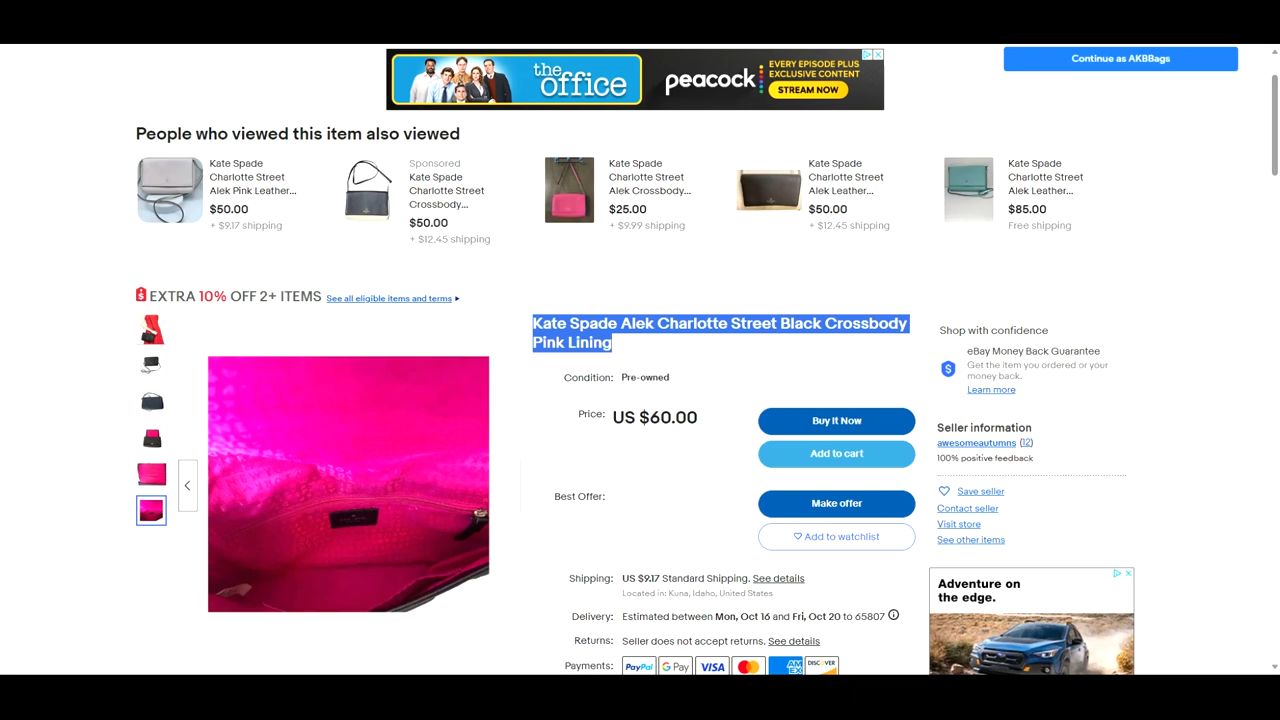 the office
peacock
EVERY EPISODE PLUS
EXCLUSIVE CONTENT
STREAM NOW
Continue as AKBBags
People who viewed this item also viewed
Kate Spade
Charlotte Street
Alek Pink Leather...
$50.00
+ $9.17 shipping
Sponsored
Kate Spade
Charlotte Street
Crossbody...
$50.00
+ $12.45 shipping
Kate Spade
Charlotte Street
Alek Crossbody...
$25.00
+ $9.99 shipping
Kate Spade
Charlotte Street
Alek Leather...
$50.00
+ $12.45 shipping
Kate Spade
Charlotte Street
Alek Leather...
$85.00
Free shipping
EXTRA 10% OFF 2+ ITEMS See all eligible items and terms
Kate Spade Alek Charlotte Street Black Crossbody
Pink Lining
Condition: Pre-owned
Price: US $60.00
Buy It Now
Add to cart
Best Offer:
Make offer
Add to watchlist
Shipping: US $9.17 Standard Shipping. See details
Located in: Kuna, Idaho, United States
Delivery: Estimated between Mon, Oct 16 and Fri, Oct 20 to 65807
Returns: Seller does not accept returns. See details
Payments: PayPal G Pay VISA AMEX DISCOVER
Shop with confidence
eBay Money Back Guarantee
Get the item you ordered or your
money back.
Learn more
Seller information
awesomeautumns (12)
100% positive feedback
Save seller
Contact seller
Visit store
See other items
Adventure on
the edge.